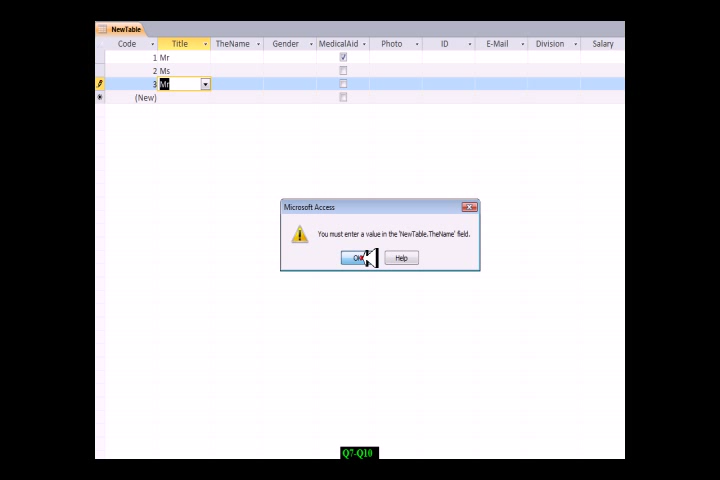 NewTable
Code Title TheName Gender MedicalAid Photo ID E-Mail Division Salary
1 Mr
2 Ms
3 Mr
(New)
Microsoft Access
You must enter a value in the 'NewTable.TheName' field.
OK Help
Q7-Q10